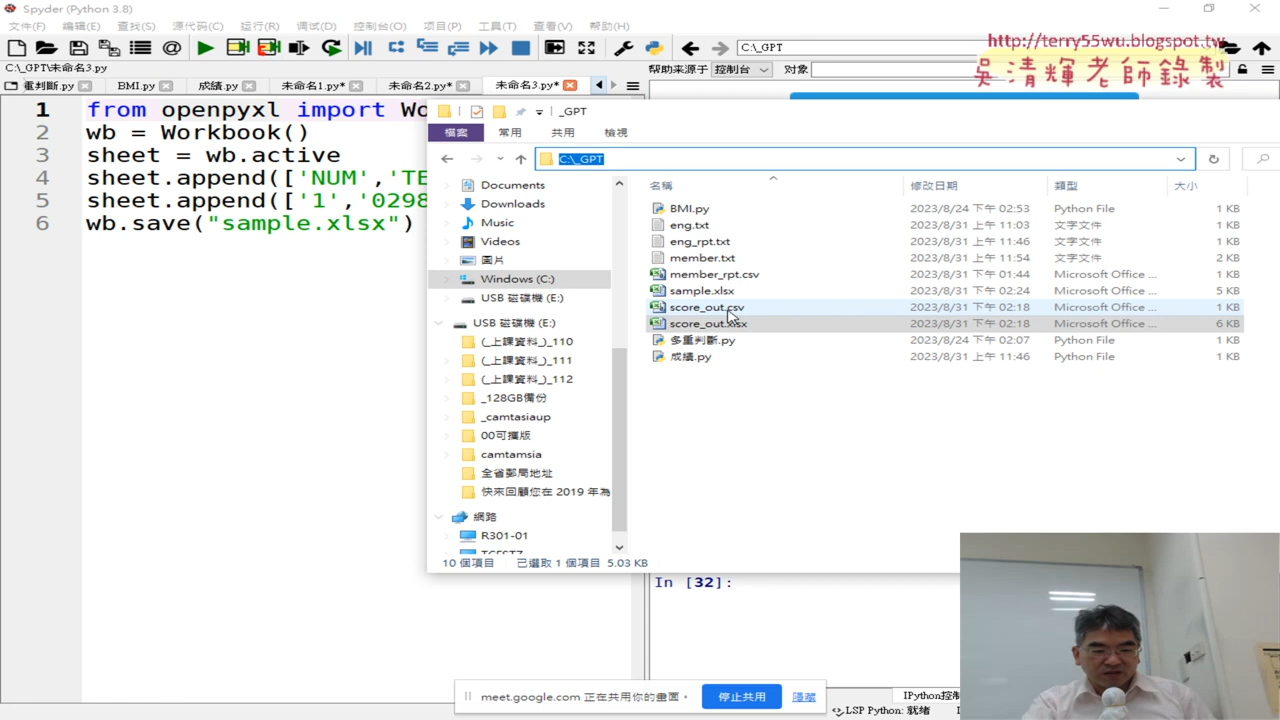 Spyder (Python 3.8)
文件(F) 编辑(E) 查找(S) 源代码(C) 运行(R) 调试(D) 控制台(O) 项目(P) 工具(T) 查看(V) 帮助(H)
C:\_GPT
http://terry55wu.blogspot.tw
吳清輝老師錄製
C:\_GPT\未命名3.py
帮助来源于 控制台 对象
重判斷.py BMI.py 成績.py 未命名1.py* 未命名2.py* 未命名3.py*
1 from openpyxl import Wo
2 wb = Workbook()
3 sheet = wb.active
4 sheet.append(['NUM','TE
5 sheet.append(['1','0298
6 wb.save("sample.xlsx")
_GPT
檔案 常用 共用 檢視
C:\_GPT
Documents
Downloads
Music
Videos
圖片
Windows (C:)
USB 磁碟機 (E:)
USB 磁碟機 (E:)
(_上課資料_)_110
(_上課資料_)_111
(_上課資料_)_112
_128GB備份
_camtasiaup
00可攜版
camtamsia
全省郵局地址
快來回顧您在 2019 年為
網路
R301-01
名稱 修改日期 類型 大小
BMI.py 2023/8/24 下午 02:53 Python File 1 KB
eng.txt 2023/8/31 上午 11:03 文字文件 1 KB
eng_rpt.txt 2023/8/31 上午 11:46 文字文件 1 KB
member.txt 2023/8/31 上午 11:54 文字文件 2 KB
member_rpt.csv 2023/8/31 下午 01:44 Microsoft Office ... 1 KB
sample.xlsx 2023/8/31 下午 02:24 Microsoft Office ... 5 KB
score_out.csv 2023/8/31 下午 02:18 Microsoft Office ... 1 KB
score_out.xlsx 2023/8/31 下午 02:18 Microsoft Office ... 6 KB
多重判斷.py 2023/8/24 下午 02:07 Python File 1 KB
成績.py 2023/8/31 上午 11:46 Python File 1 KB
10 個項目 已選取 1 個項目 5.03 KB
In [32]:
meet.google.com 正在共用你的畫面。 停止共用 隱藏
IPython控制
LSP Python: 就绪